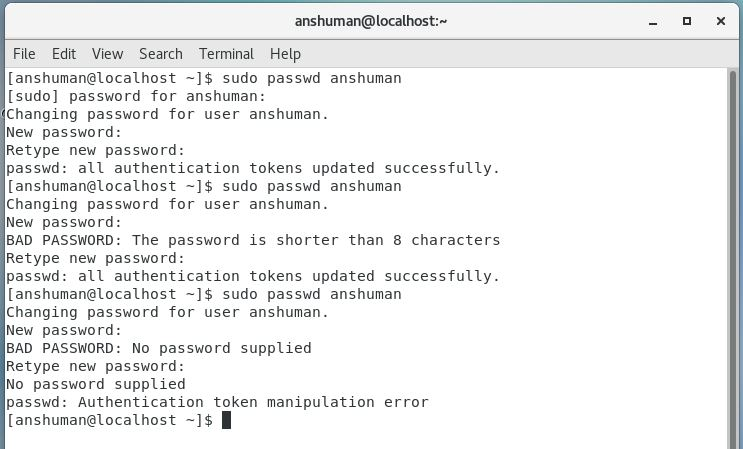 anshuman@localhost:~
File Edit View Search Terminal Help
[anshuman@localhost ~]$ sudo passwd anshuman
[sudo] password for anshuman:
Changing password for user anshuman.
New password:
Retype new password:
passwd: all authentication tokens updated successfully.
[anshuman@localhost ~]$ sudo passwd anshuman
Changing password for user anshuman.
New password:
BAD PASSWORD: The password is shorter than 8 characters
Retype new password:
passwd: all authentication tokens updated successfully.
[anshuman@localhost ~]$ sudo passwd anshuman
Changing password for user anshuman.
New password:
BAD PASSWORD: No password supplied
Retype new password:
No password supplied
passwd: Authentication token manipulation error
[anshuman@localhost ~]$